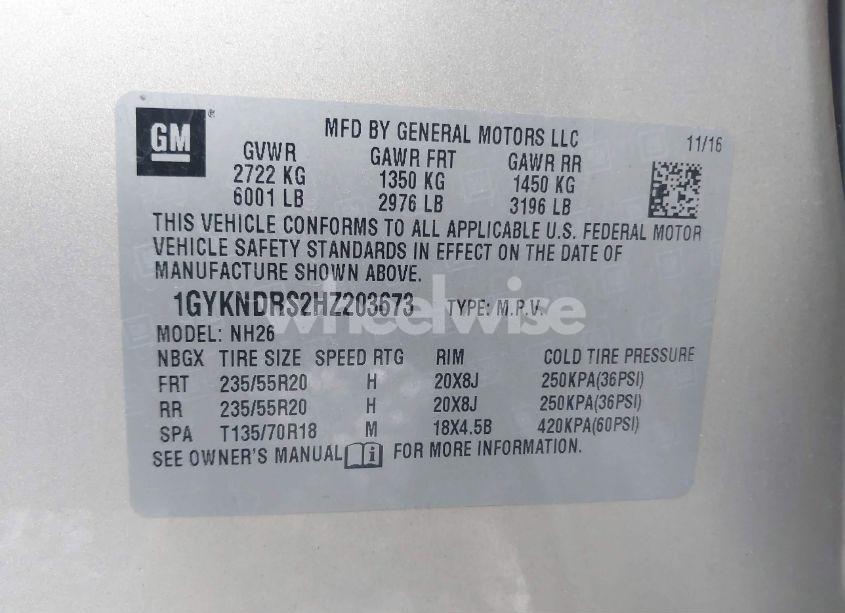 GM®
MFD BY GENERAL MOTORS LLC
11/16
GVWR GAWR FRT GAWR RR
2722 KG 1350 KG 1450 KG
6001 LB 2976 LB 3196 LB
THIS VEHICLE CONFORMS TO ALL APPLICABLE U.S. FEDERAL MOTOR
VEHICLE SAFETY STANDARDS IN EFFECT ON THE DATE OF
MANUFACTURE SHOWN ABOVE.
1GYKNDRS2HZ203673 TYPE: M.P.V.
wheelwise
MODEL: NH26
NBGX TIRE SIZE SPEED RTG RIM COLD TIRE PRESSURE
FRT 235/55R20 H 20X8J 250KPA(36PSI)
RR 235/55R20 H 20X8J 250KPA(36PSI)
SPA T135/70R18 M 18X4.5B 420KPA(60PSI)
SEE OWNER'S MANUAL i FOR MORE INFORMATION.